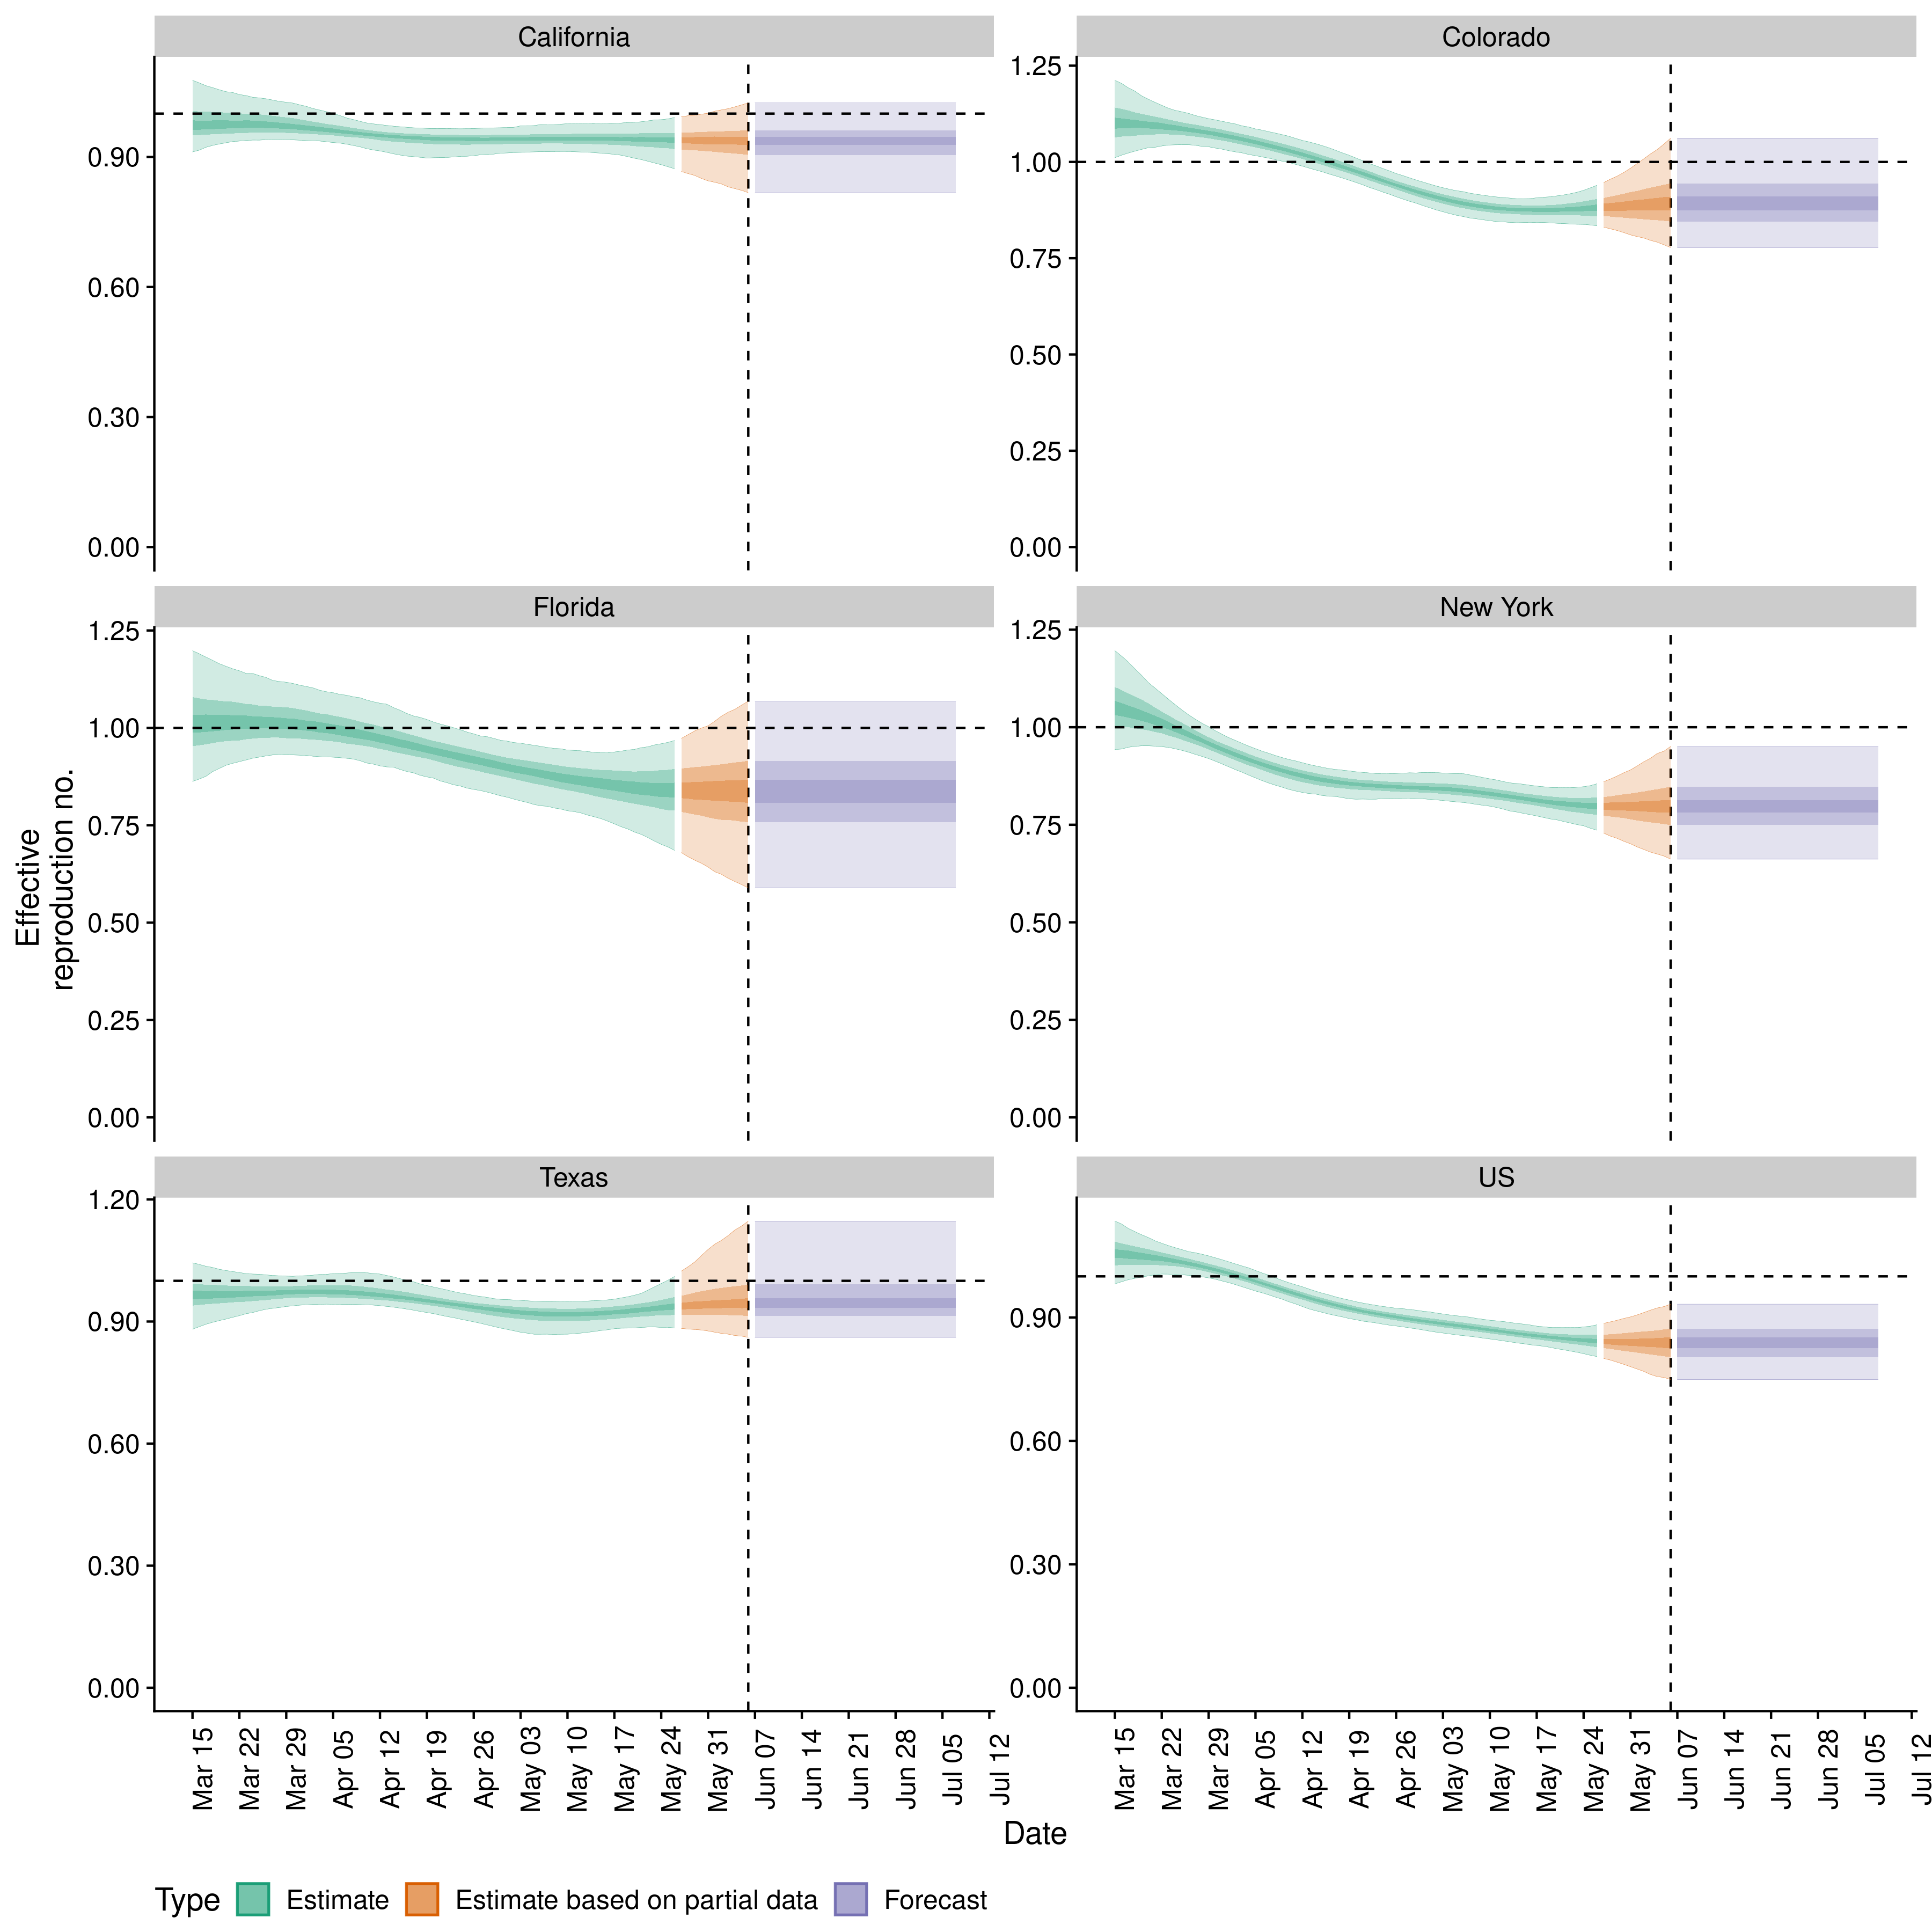 California
Colorado
0.90
0.60
0.30
0.00
1.25
1.00
0.75
0.50
0.25
0.00
Florida
New York
1.25
1.00
0.75
0.50
0.25
0.00
1.25
1.00
0.75
0.50
0.25
0.00
Effective
reproduction no.
Texas
US
1.20
0.90
0.60
0.30
0.00
0.90
0.60
0.30
0.00
Mar 15
Mar 22
Mar 29
Apr 05
Apr 12
Apr 19
Apr 26
May 03
May 10
May 17
May 24
May 31
Jun 07
Jun 14
Jun 21
Jun 28
Jul 05
Jul 12
Mar 15
Mar 22
Mar 29
Apr 05
Apr 12
Apr 19
Apr 26
May 03
May 10
May 17
May 24
May 31
Jun 07
Jun 14
Jun 21
Jun 28
Jul 05
Jul 12
Date
Type Estimate Estimate based on partial data Forecast